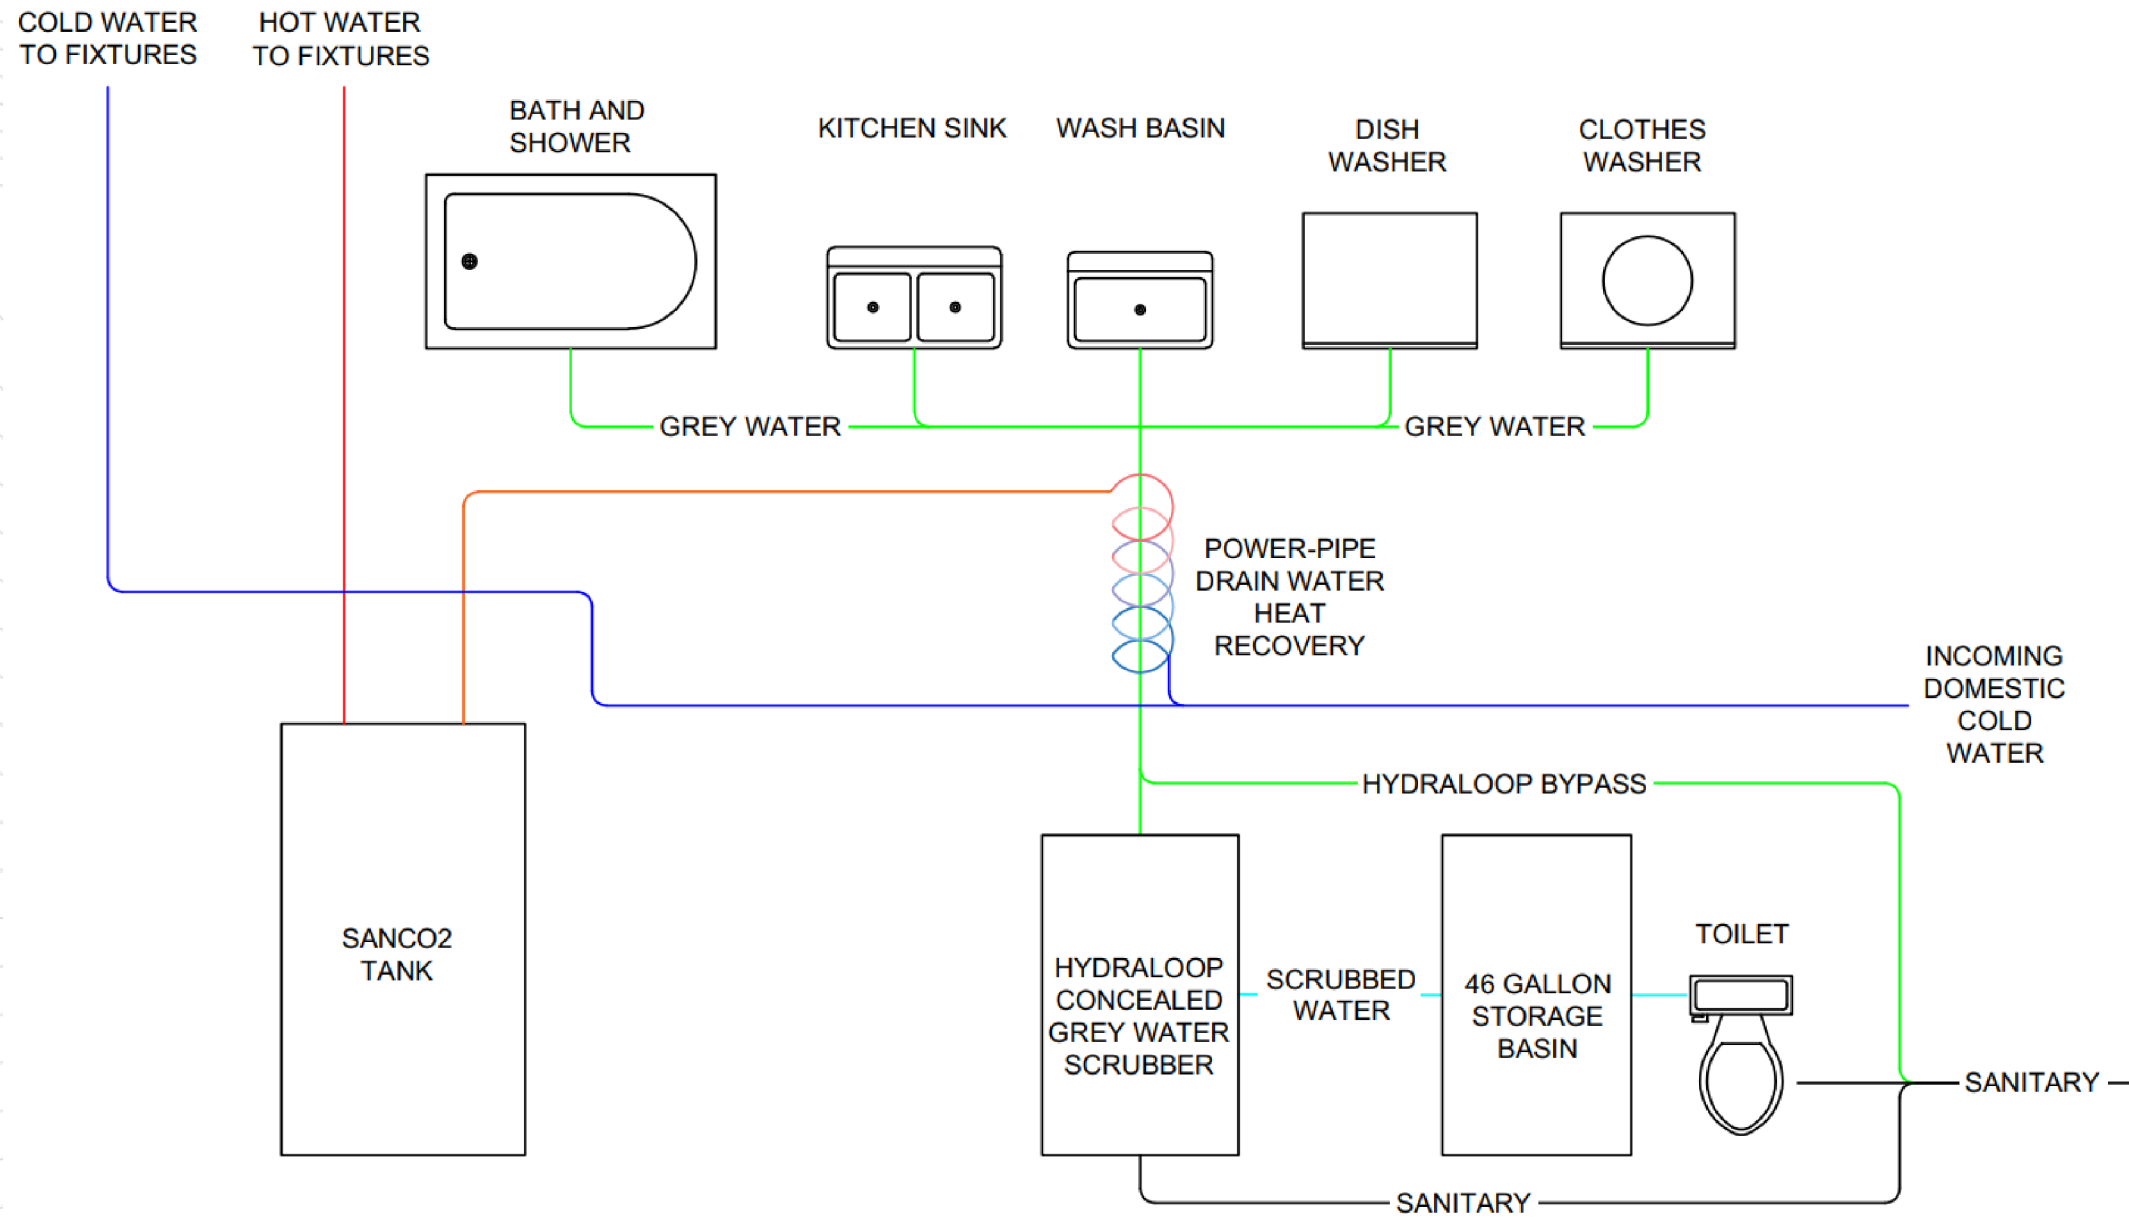 COLD WATER
TO FIXTURES
HOT WATER
TO FIXTURES
BATH AND
SHOWER
KITCHEN SINK
WASH BASIN
DISH
WASHER
CLOTHES
WASHER
GREY WATER
GREY WATER
POWER-PIPE
DRAIN WATER
HEAT
RECOVERY
INCOMING
DOMESTIC
COLD
WATER
HYDRALOOP BYPASS
SANCO2
TANK
HYDRALOOP
CONCEALED
GREY WATER
SCRUBBER
SCRUBBED
WATER
46 GALLON
STORAGE
BASIN
TOILET
SANITARY
SANITARY